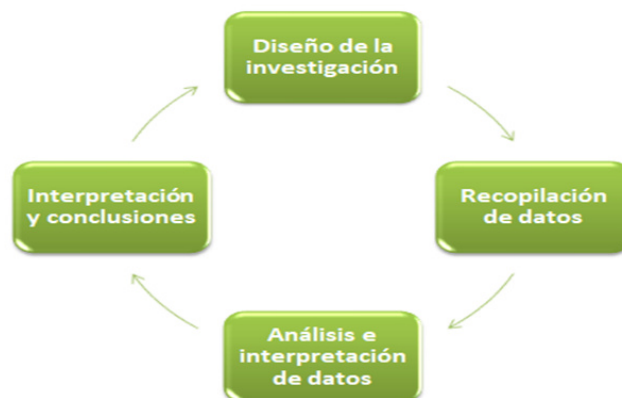 Diseño de la
investigación
Recopilación
de datos
Análisis e
interpretación
de datos
Interpretación
y conclusiones